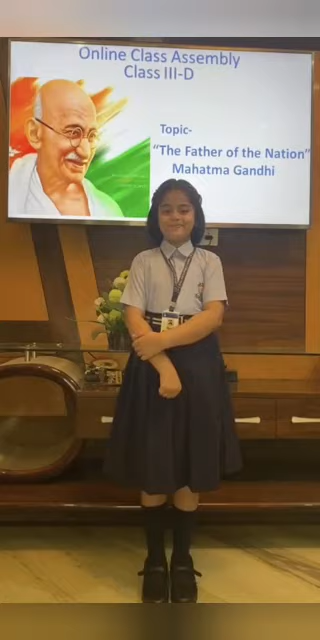 Online Class Assembly
Class III-D
Topic-
“The Father of the Nation”
Mahatma Gandhi